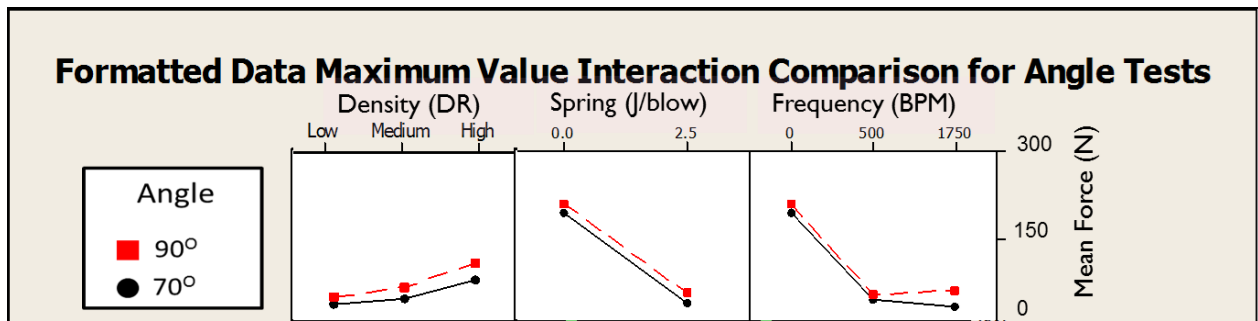 Formatted Data Maximum Value Interaction Comparison for Angle Tests
Density (DR) Spring (J/blow) Frequency (BPM)
Low Medium High 0.0 2.5 0 500 1750
300
Angle
90°
70°
150
0
Mean Force (N)